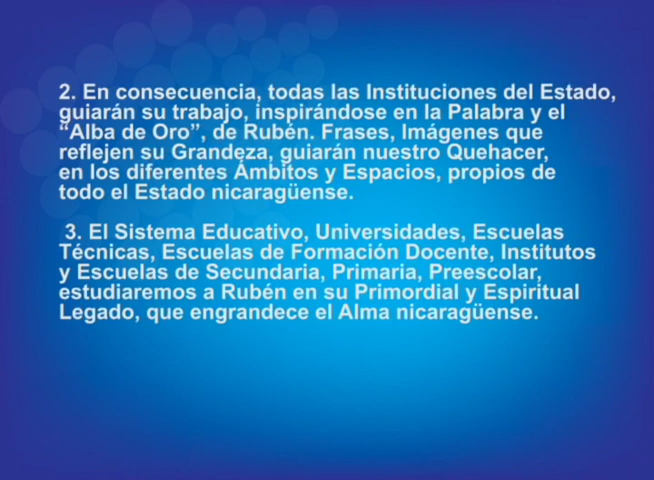 2. En consecuencia, todas las Instituciones del Estado,
guiarán su trabajo, inspirándose en la Palabra y el
“Alba de Oro”, de Rubén. Frases, Imágenes que
reflejen su Grandeza, guiarán nuestro Quehacer,
en los diferentes Ámbitos y Espacios, propios de
todo el Estado nicaragüense.
3. El Sistema Educativo, Universidades, Escuelas
Técnicas, Escuelas de Formación Docente, Institutos
y Escuelas de Secundaria, Primaria, Preescolar,
estudiaremos a Rubén en su Primordial y Espiritual
Legado, que engrandece el Alma nicaragüense.